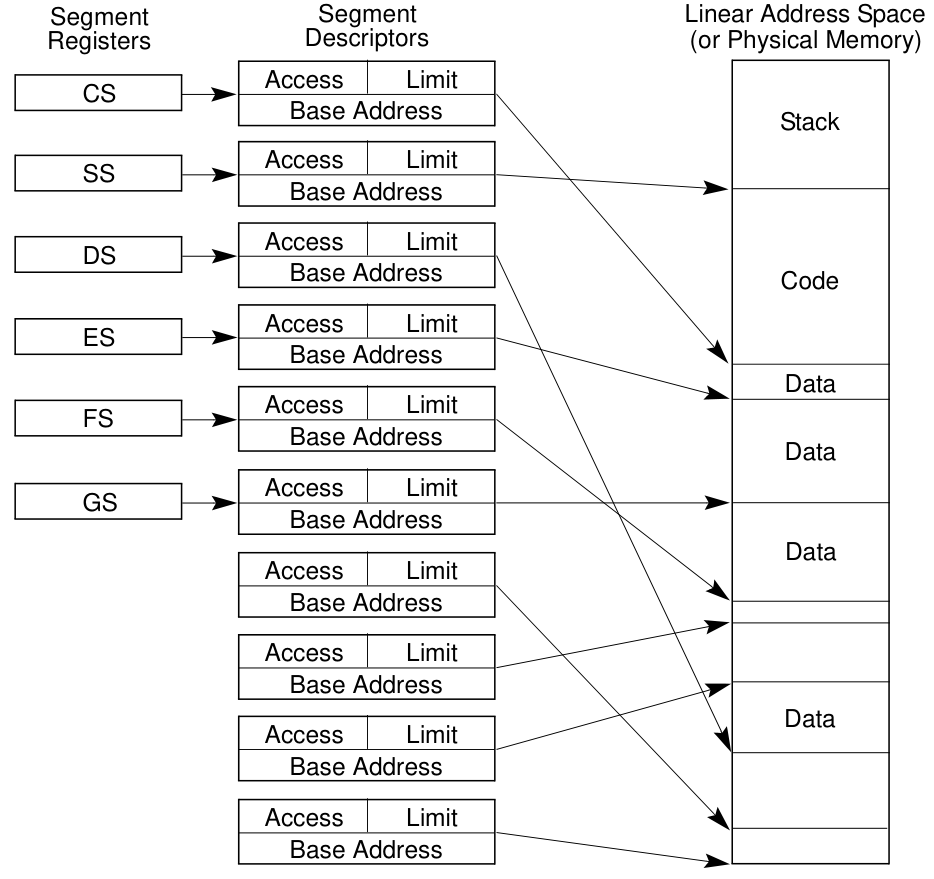 Segment
Registers
Segment
Descriptors
Linear Address Space
(or Physical Memory)
CS
Access
Limit
Base Address
Stack
SS
Access
Limit
Base Address
DS
Access
Limit
Base Address
Code
ES
Access
Limit
Base Address
Data
FS
Access
Limit
Base Address
Data
GS
Access
Limit
Base Address
Data
Access
Limit
Base Address
Access
Limit
Base Address
Access
Limit
Base Address
Data
Access
Limit
Base Address